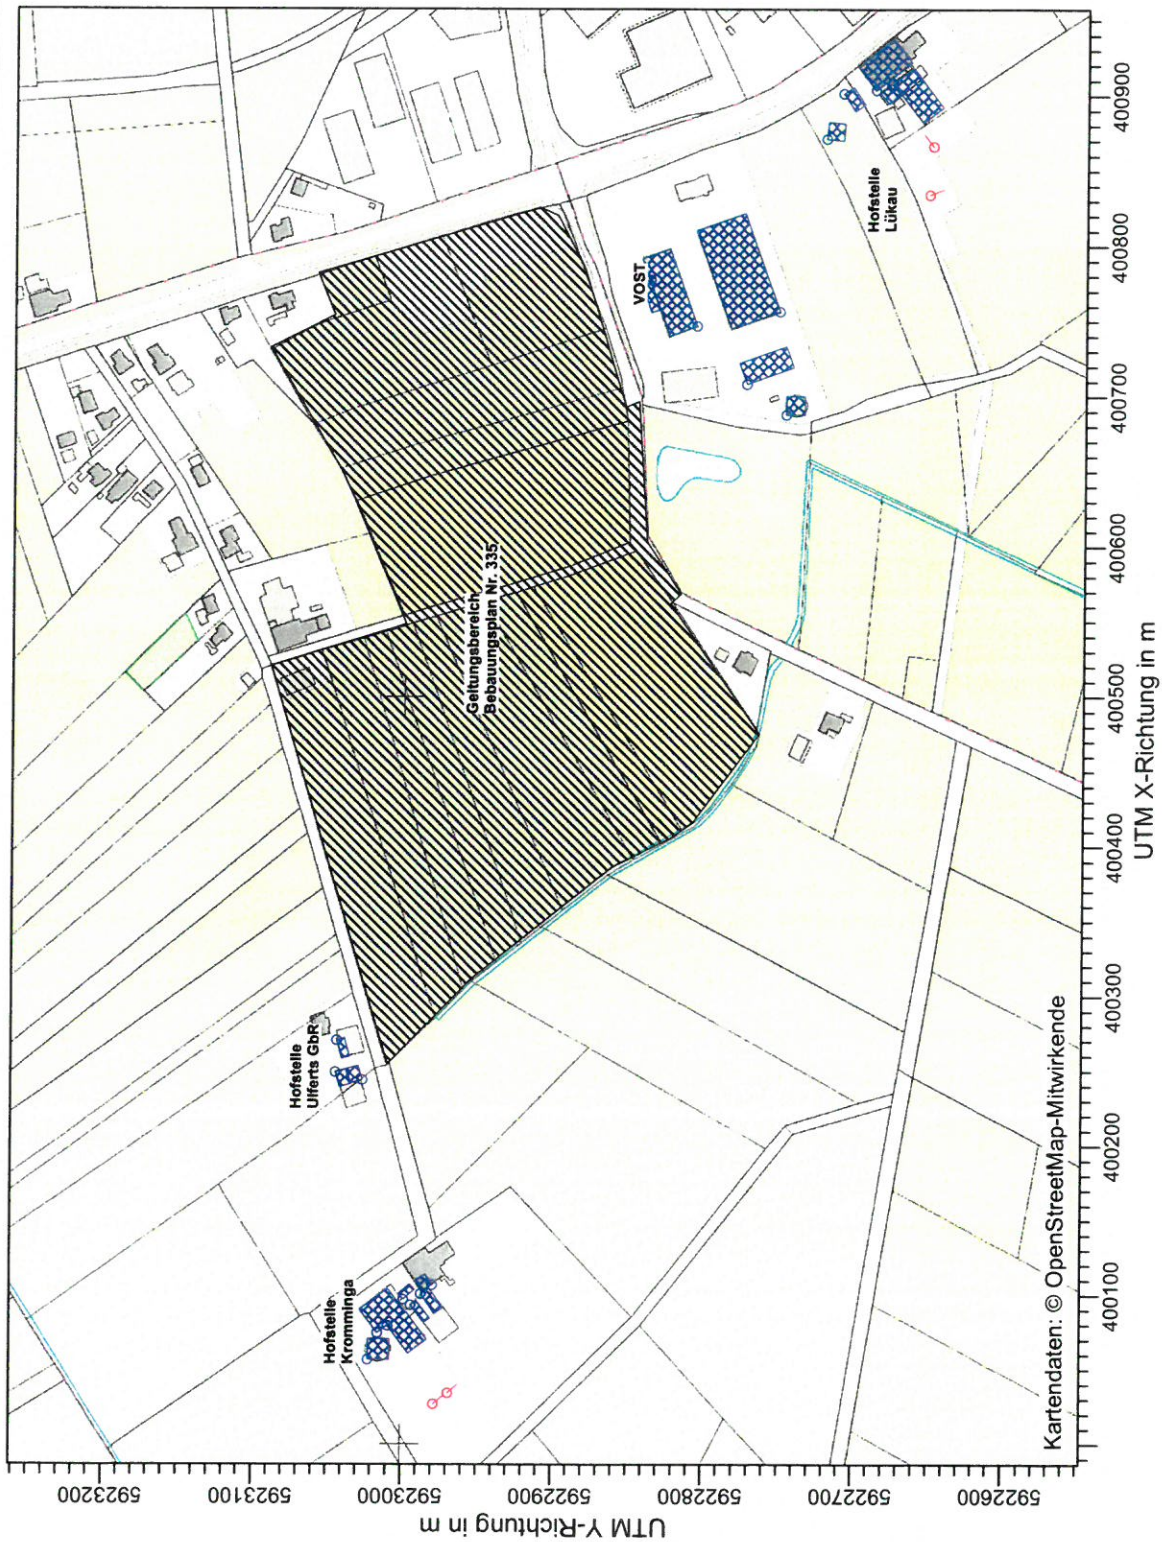 Hofstelle
Kromminga
Hofstelle
Ulferts GbR
Geltungsbereich
Bebauungsplan Nr. 335
VOST
Hofstelle
Lükau
Kartendaten: © OpenStreetMap-Mitwirkende
UTM Y-Richtung in m
5923200
5923100
5923000
5922900
5922800
5922700
5922600
400100
400200
400300
400400
400500
400600
400700
400800
400900
UTM X-Richtung in m